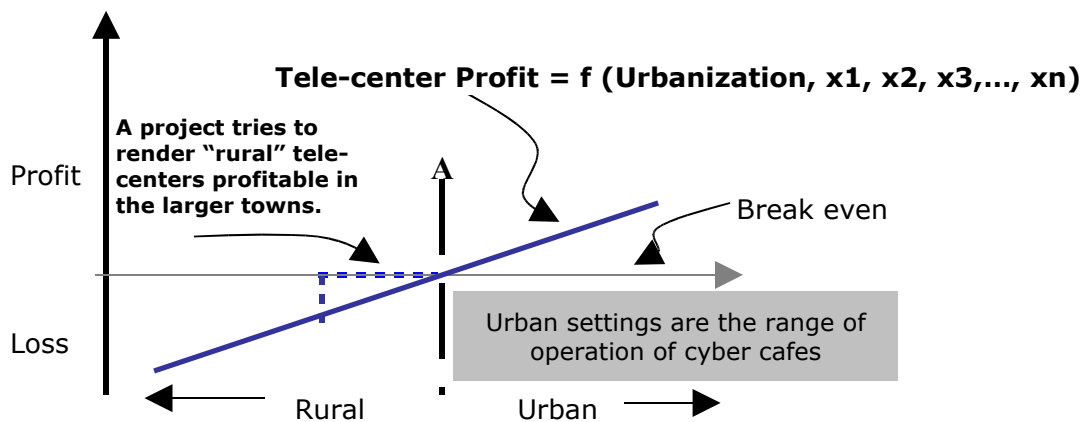 Tele-center Profit = f (Urbanization, x1, x2, x3,..., xn)
A project tries to
render “rural” tele-
centers profitable in
the larger towns.
Profit
A
Break even
Urban settings are the range of
operation of cyber cafes
Loss
Rural
Urban